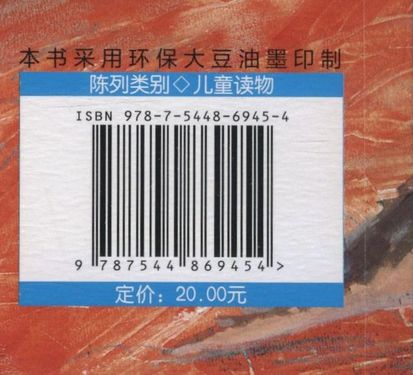 本书采用环保大豆油墨印制
陈列类别◇儿童读物
ISBN 978-7-5448-6945-4
9 787544 869454 >
定价：20.00元